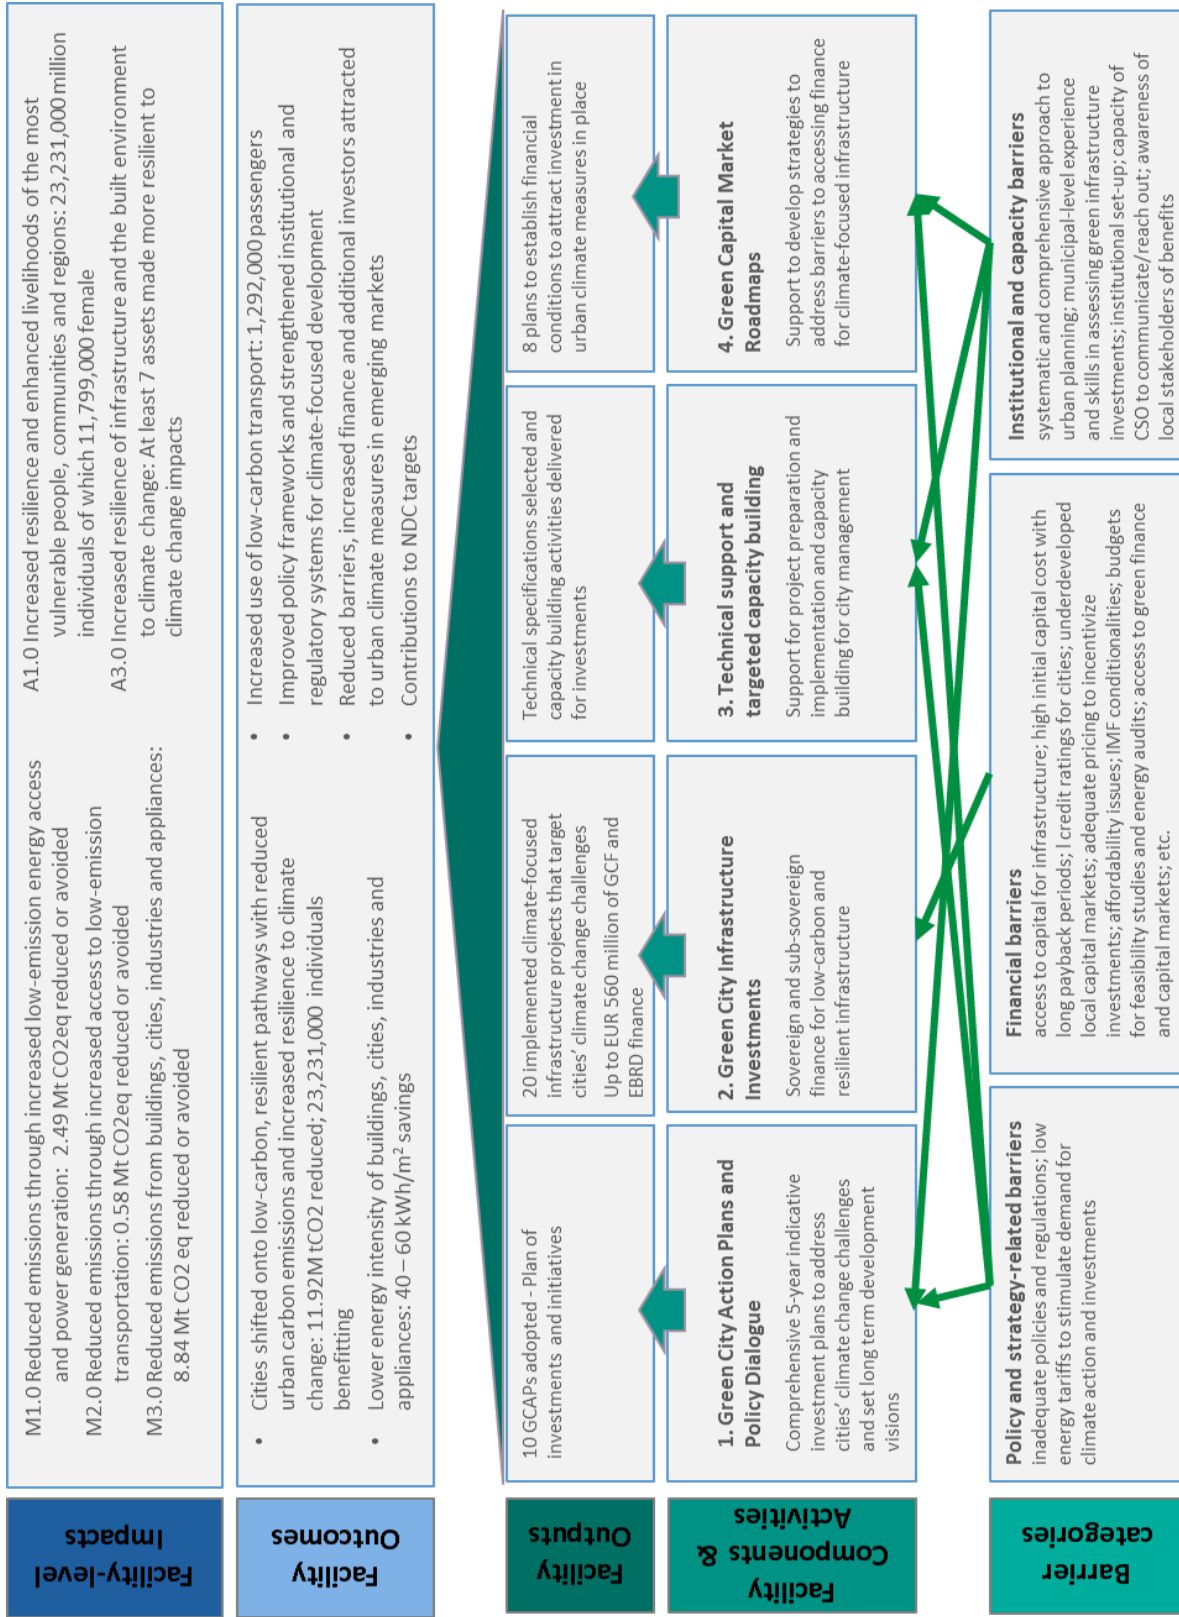 Facility-level
Impacts
M1.0 Reduced emissions through increased low-emission energy access
and power generation: 2.49 Mt CO2eq reduced or avoided
M2.0 Reduced emissions through increased access to low-emission
transportation: 0.58 Mt CO2eq reduced or avoided
M3.0 Reduced emissions from buildings, cities, industries and appliances:
8.84 Mt CO2 eq reduced or avoided
A1.0 Increased resilience and enhanced livelihoods of the most
vulnerable people, communities and regions: 23,231,000 million
individuals of which 11,799,000 female
A3.0 Increased resilience of infrastructure and the built environment
to climate change: At least 7 assets made more resilient to
climate change impacts
Facility
Outcomes
• Cities shifted onto low-carbon, resilient pathways with reduced
urban carbon emissions and increased resilience to climate
change: 11.92M tCO2 reduced; 23,231,000 individuals
benefitting
• Lower energy intensity of buildings, cities, industries and
appliances: 40 – 60 kWh/m² savings
• Increased use of low-carbon transport: 1,292,000 passengers
• Improved policy frameworks and strengthened institutional and
regulatory systems for climate-focused development
• Reduced barriers, increased finance and additional investors attracted
to urban climate measures in emerging markets
• Contributions to NDC targets
Facility
Outputs
10 GCAPs adopted - Plan of
investments and initiatives
20 implemented climate-focused
infrastructure projects that target
cities' climate change challenges
Up to EUR 560 million of GCF and
EBRD finance
Technical specifications selected and
capacity building activities delivered
for investments
8 plans to establish financial
conditions to attract investment in
urban climate measures in place
Facility
Components &
Activities
1. Green City Action Plans and
Policy Dialogue
Comprehensive 5-year indicative
investment plans to address
cities' climate change challenges
and set long term development
visions
2. Green City Infrastructure
Investments
Sovereign and sub-sovereign
finance for low-carbon and
resilient infrastructure
3. Technical support and
targeted capacity building
Support for project preparation and
implementation and capacity
building for city management
4. Green Capital Market
Roadmaps
Support to develop strategies to
address barriers to accessing finance
for climate-focused infrastructure
Barrier
categories
Policy and strategy-related barriers
inadequate policies and regulations; low
energy tariffs to stimulate demand for
climate action and investments
Financial barriers
access to capital for infrastructure; high initial capital cost with
long payback periods; l credit ratings for cities; underdeveloped
local capital markets; adequate pricing to incentivize
investments; affordability issues; IMF conditionalities; budgets
for feasibility studies and energy audits; access to green finance
and capital markets; etc.
Institutional and capacity barriers
systematic and comprehensive approach to
urban planning; municipal-level experience
and skills in assessing green infrastructure
investments; institutional set-up; capacity of
CSO to communicate/reach out; awareness of
local stakeholders of benefits